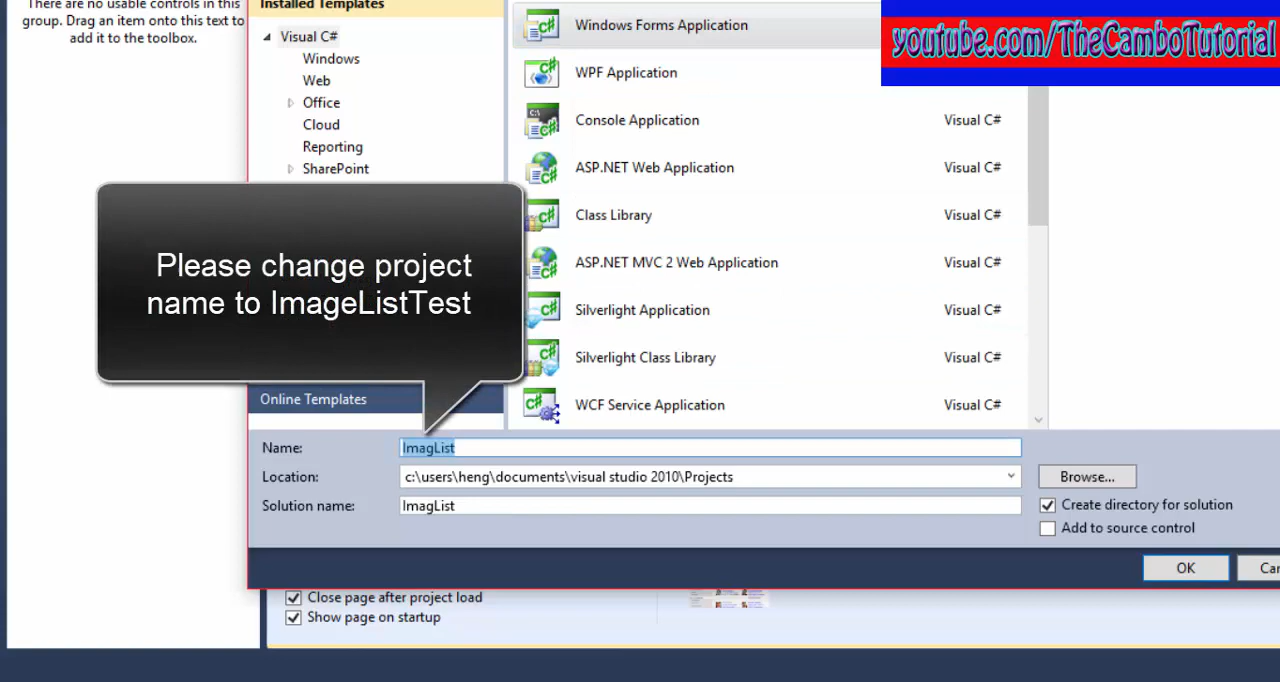 There are no usable controls in this
group. Drag an item onto this text to
add it to the toolbox.
Installed Templates
Visual C#
Windows
Web
Office
Cloud
Reporting
SharePoint
Please change project
name to ImageListTest
Online Templates
Windows Forms Application
WPF Application
Console Application Visual C#
ASP.NET Web Application Visual C#
Class Library Visual C#
ASP.NET MVC 2 Web Application Visual C#
Silverlight Application Visual C#
Silverlight Class Library Visual C#
WCF Service Application Visual C#
youtube.com/TheCamboTutorial
Name: ImagList
Location: c:\users\heng\documents\visual studio 2010\Projects Browse...
Solution name: ImagList
Create directory for solution
Add to source control
OK
Close page after project load
Show page on startup